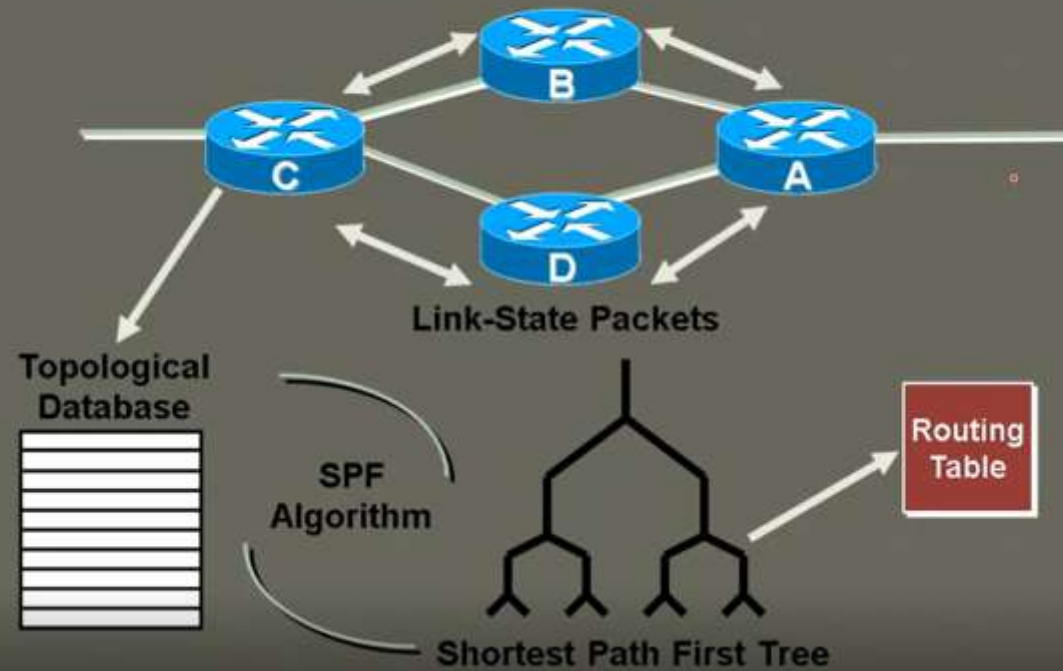 B
C
A
D
Link-State Packets
Topological
Database
SPF
Algorithm
Routing
Table
Shortest Path First Tree